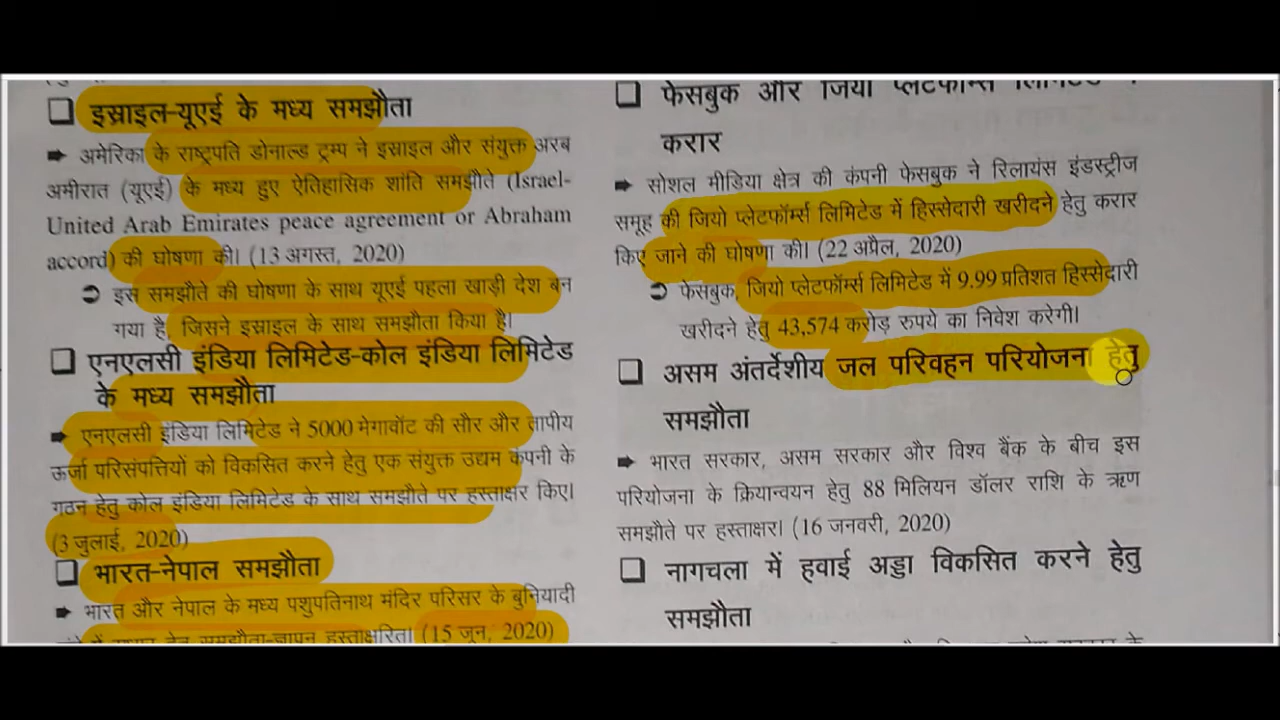 ❑ इस्राइल-यूएई के मध्य समझौता
➡ अमेरिका के राष्ट्रपति डोनाल्ड ट्रम्प ने इस्राइल और संयुक्त अरब
अमीरात (यूएई) के मध्य हुए ऐतिहासिक शांति समझौते (Israel-
United Arab Emirates peace agreement or Abraham
accord) की घोषणा की। (13 अगस्त, 2020)
➲ इस समझौते की घोषणा के साथ यूएई पहला खाड़ी देश बन
गया है, जिसने इस्राइल के साथ समझौता किया है।
❑ एनएलसी इंडिया लिमिटेड-कोल इंडिया लिमिटेड
के मध्य समझौता
➡ एनएलसी इंडिया लिमिटेड ने 5000 मेगावॉट की सौर और तापीय
ऊर्जा परिसंपत्तियों को विकसित करने हेतु एक संयुक्त उद्यम कंपनी के
गठन हेतु कोल इंडिया लिमिटेड के साथ समझौते पर हस्ताक्षर किए।
(3 जुलाई, 2020)
❑ भारत-नेपाल समझौता
➡ भारत और नेपाल के मध्य पशुपतिनाथ मंदिर परिसर के बुनियादी
हेतु समझौता-ज्ञापन हस्ताक्षरित। (15 जून, 2020)
❑ फेसबुक और जियो प्लेटफॉर्म्स लिमिटेड
करार
➡ सोशल मीडिया क्षेत्र की कंपनी फेसबुक ने रिलायंस इंडस्ट्रीज
समूह की जियो प्लेटफॉर्म्स लिमिटेड में हिस्सेदारी खरीदने हेतु करार
किए जाने की घोषणा की। (22 अप्रैल, 2020)
➲ फेसबुक, जियो प्लेटफॉर्म्स लिमिटेड में 9.99 प्रतिशत हिस्सेदारी
खरीदने हेतु 43,574 करोड़ रुपये का निवेश करेगी।
❑ असम अंतर्देशीय जल परिवहन परियोजना हेतु
समझौता
➡ भारत सरकार, असम सरकार और विश्व बैंक के बीच इस
परियोजना के क्रियान्वयन हेतु 88 मिलियन डॉलर राशि के ऋण
समझौते पर हस्ताक्षर। (16 जनवरी, 2020)
❑ नागचला में हवाई अड्डा विकसित करने हेतु
समझौता